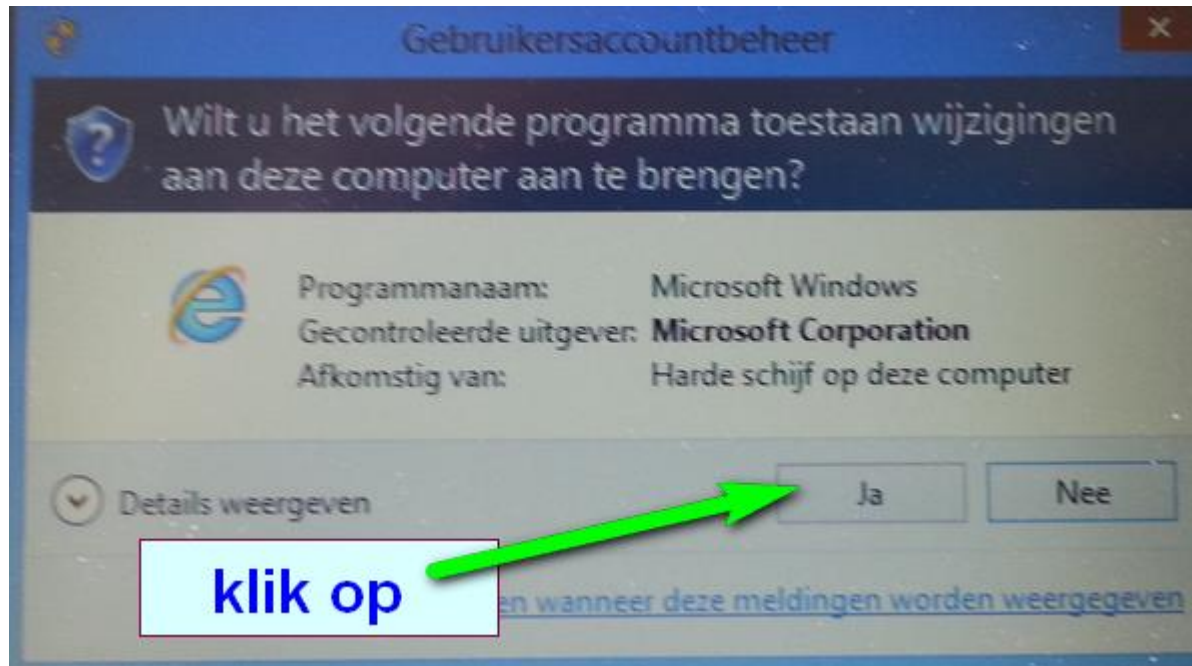 Gebruikersaccountbeheer
Wilt u het volgende programma toestaan wijzigingen
aan deze computer aan te brengen?
Programmanaam: Microsoft Windows
Gecontroleerde uitgever: Microsoft Corporation
Afkomstig van: Harde schijf op deze computer
Details weergeven
Ja
Nee
klik op
en wanneer deze meldingen worden weergegeven